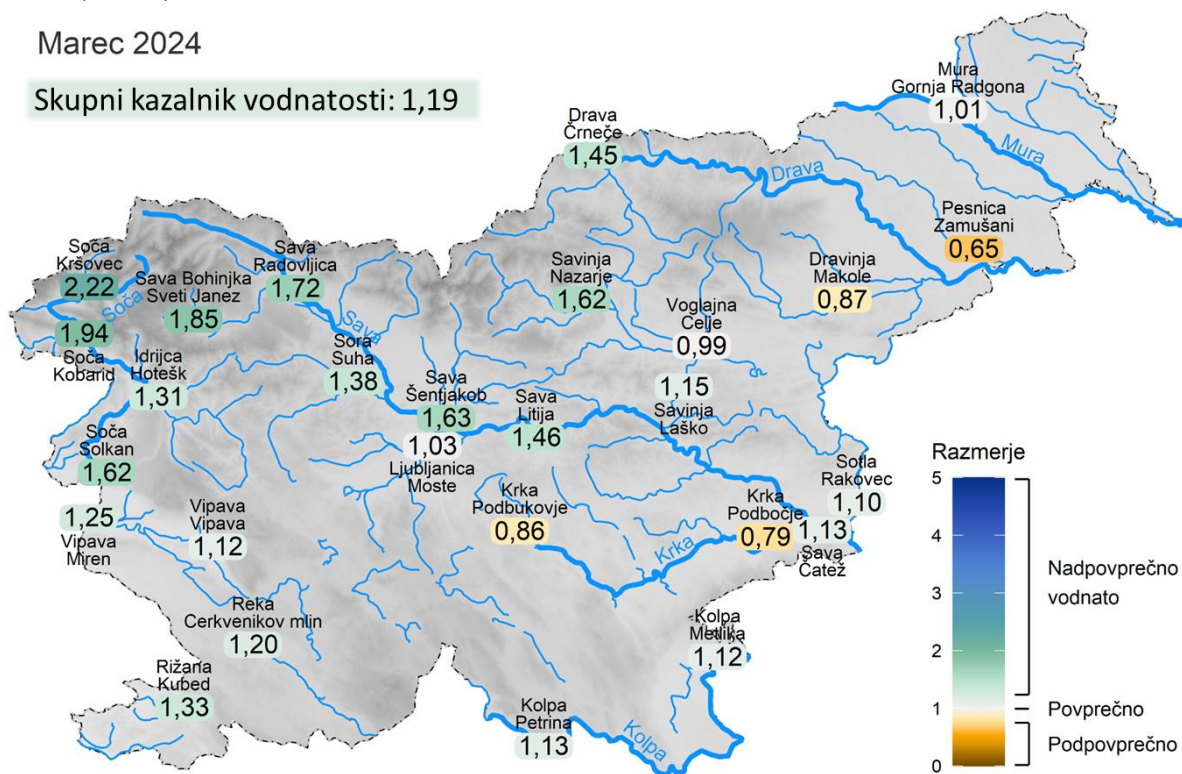 Marec 2024
Skupni kazalnik vodnatosti: 1,19
Mura
Gornja Radgona
1,01
Mura
Drava
Črneče
1,45
Drava
Pesnica
Zamušani
0,65
Dravinja
Makole
0,87
Savinja
Nazarje
1,62
Voglajna
Celje
0,99
1,15
Savinja
Laško
Soča
Kršovec
2,22
Soča
Sava Bohinjka
Sveti Janez
1,85
Sava
Radovljica
1,72
Sava
1,94
Soča
Kobarid
Idrijca
Hotešk
1,31
Sora
Suha
1,38
Sava
Šentjakob
1,63
1,03
Ljubljanica
Moste
Sava
Litija
1,46
Soča
Solkan
1,62
1,25
Vipava
Miren
Vipava
Vipava
1,12
Krka
Podbukovje
0,86
Krka
Krka
Podbočje
0,79
Sotla
Rakovec
1,10
1,13
Sava
Čatež
Reka
Cerkvenikov mlin
1,20
Rižana
Kubed
1,33
Kolpa
Metlika
1,12
Kolpa
Petrina
1,13
Kolpa
Razmerje
5
4
3
2
1
0
Nadpovprečno
vodnato
Povprečno
Podpovprečno